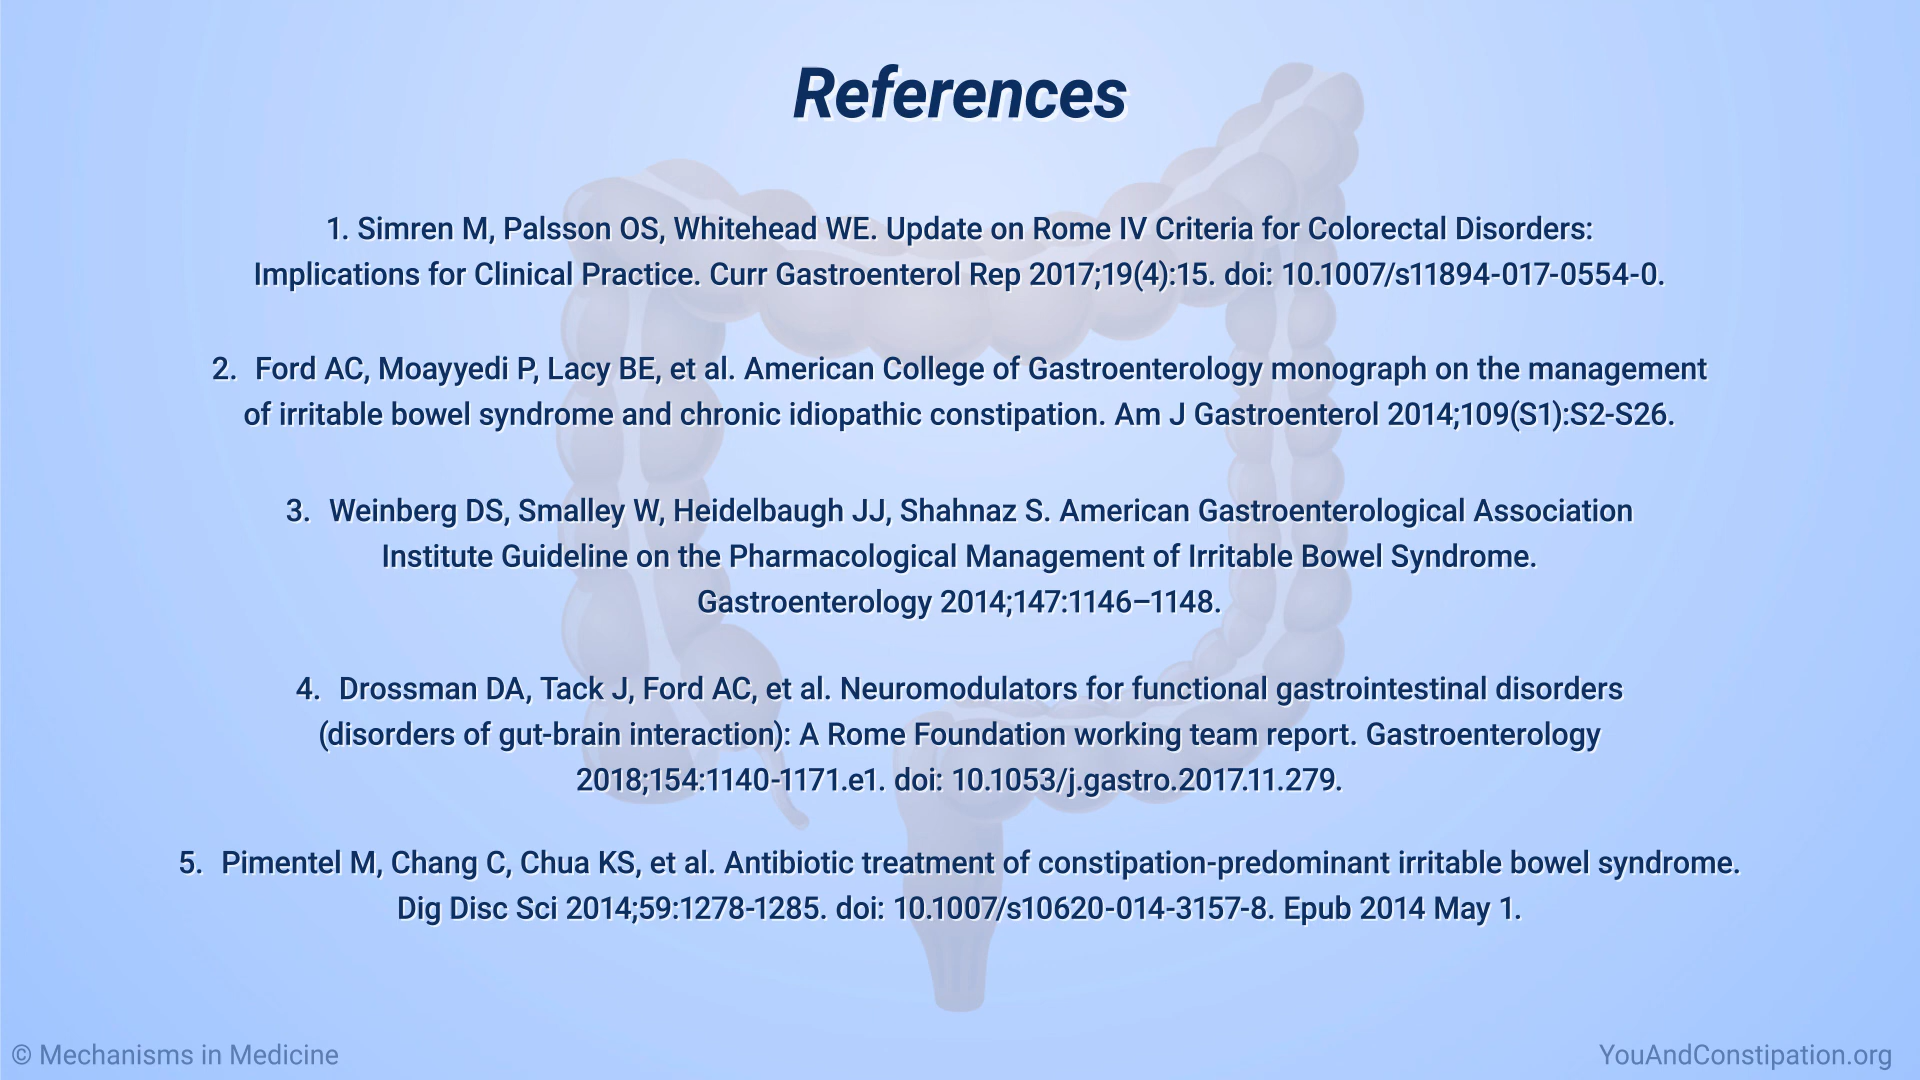 References
1. Simren M, Palsson OS, Whitehead WE. Update on Rome IV Criteria for Colorectal Disorders:
Implications for Clinical Practice. Curr Gastroenterol Rep 2017;19(4):15. doi: 10.1007/s11894-017-0554-0.
2. Ford AC, Moayyedi P, Lacy BE, et al. American College of Gastroenterology monograph on the management
of irritable bowel syndrome and chronic idiopathic constipation. Am J Gastroenterol 2014;109(S1):S2-S26.
3. Weinberg DS, Smalley W, Heidelbaugh JJ, Shahnaz S. American Gastroenterological Association
Institute Guideline on the Pharmacological Management of Irritable Bowel Syndrome.
Gastroenterology 2014;147:1146–1148.
4. Drossman DA, Tack J, Ford AC, et al. Neuromodulators for functional gastrointestinal disorders
(disorders of gut-brain interaction): A Rome Foundation working team report. Gastroenterology
2018;154:1140-1171.e1. doi: 10.1053/j.gastro.2017.11.279.
5. Pimentel M, Chang C, Chua KS, et al. Antibiotic treatment of constipation-predominant irritable bowel syndrome.
Dig Disc Sci 2014;59:1278-1285. doi: 10.1007/s10620-014-3157-8. Epub 2014 May 1.
© Mechanisms in Medicine
YouAndConstipation.org